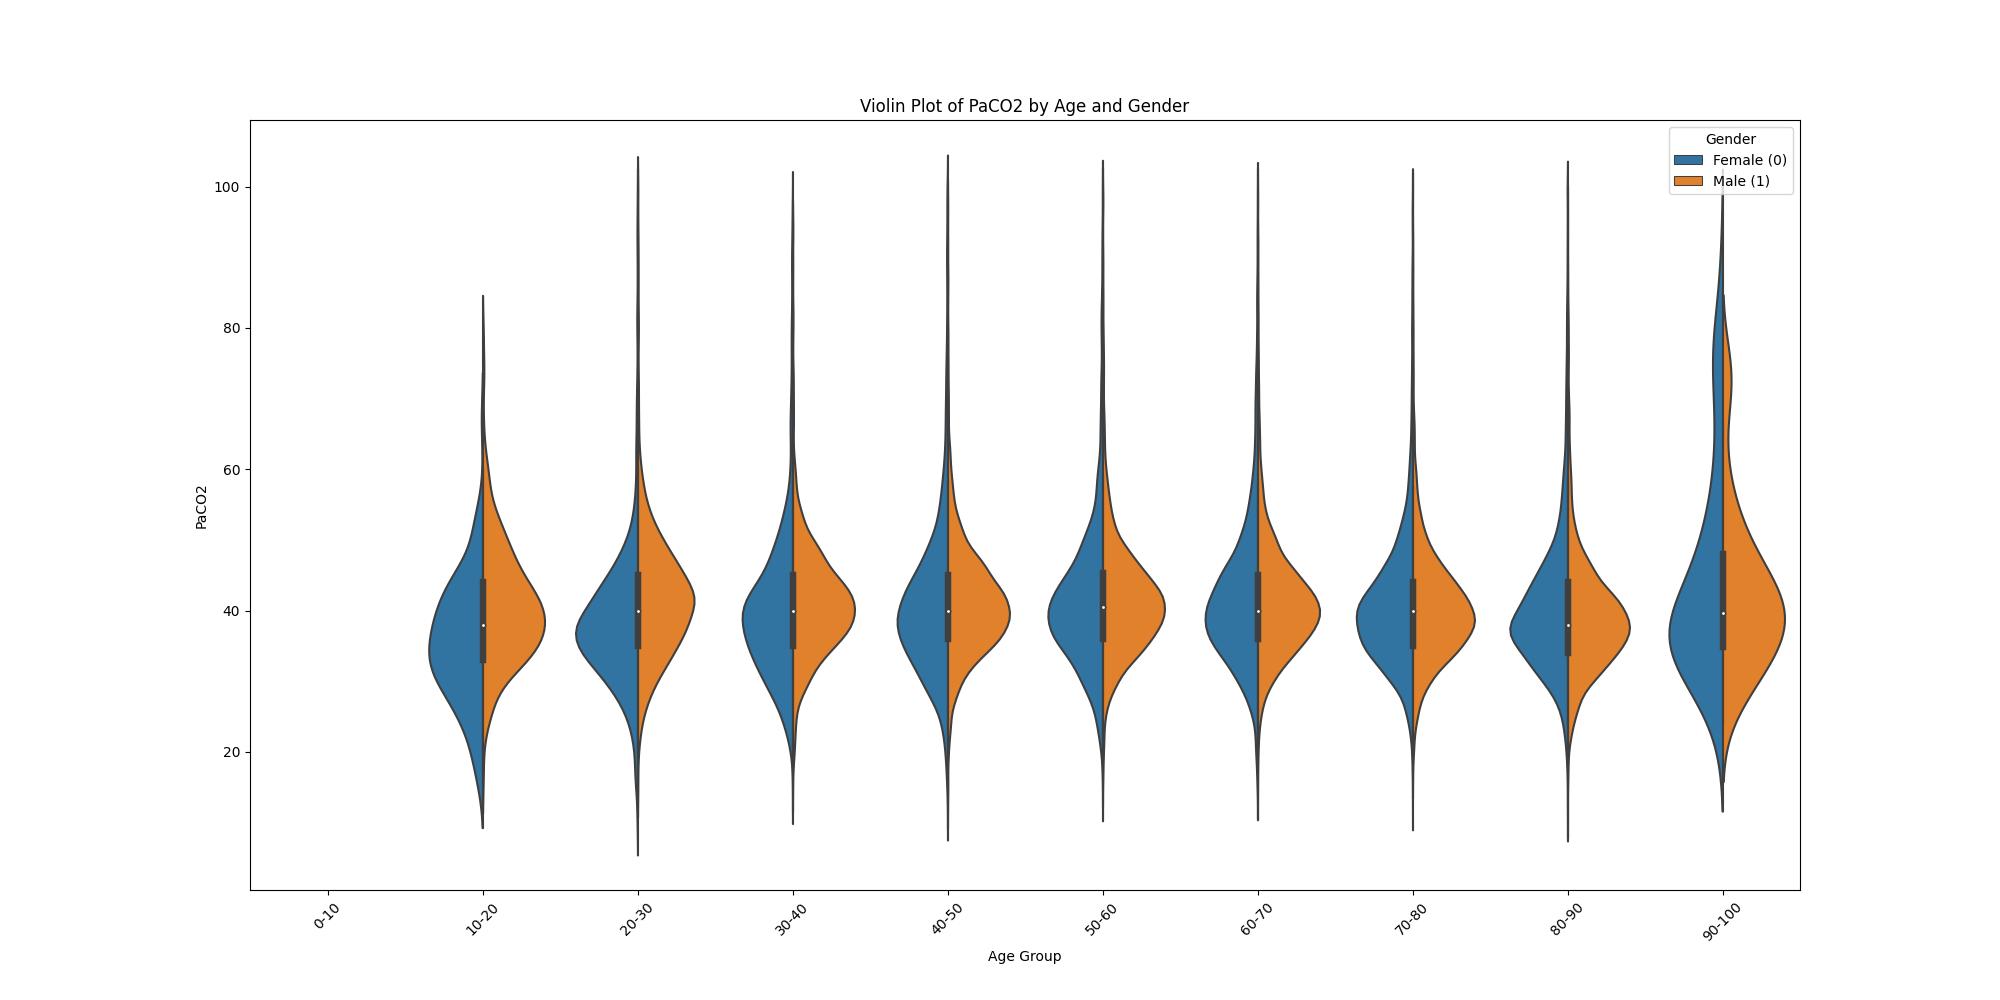 Violin Plot of PaCO2 by Age and Gender
Gender
Female (0)
Male (1)
100
80
60
40
20
PaCO2
0-10
10-20
20-30
30-40
40-50
50-60
60-70
70-80
80-90
90-100
Age Group